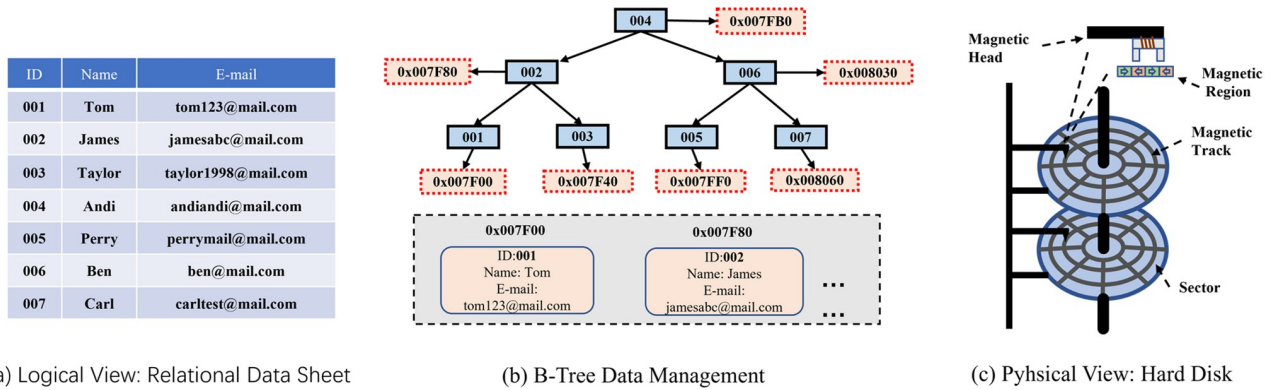 ID Name E-mail
001 Tom tom123@mail.com
002 James jamesabc@mail.com
003 Taylor taylor1998@mail.com
004 Andi andiandi@mail.com
005 Perry perrymail@mail.com
006 Ben ben@mail.com
007 Carl carltest@mail.com
a) Logical View: Relational Data Sheet
004 0x007FB0
0x007F80 002 006 0x008030
001 003 005 007
0x007F00 0x007F40 0x007FF0 0x008060
0x007F00 0x007F80
ID:001
Name: Tom
E-mail:
tom123@mail.com
ID:002
Name: James
E-mail:
jamesabc@mail.com
...
...
(b) B-Tree Data Management
Magnetic
Head
Magnetic
Region
Magnetic
Track
Sector
(c) Pyhsical View: Hard Disk